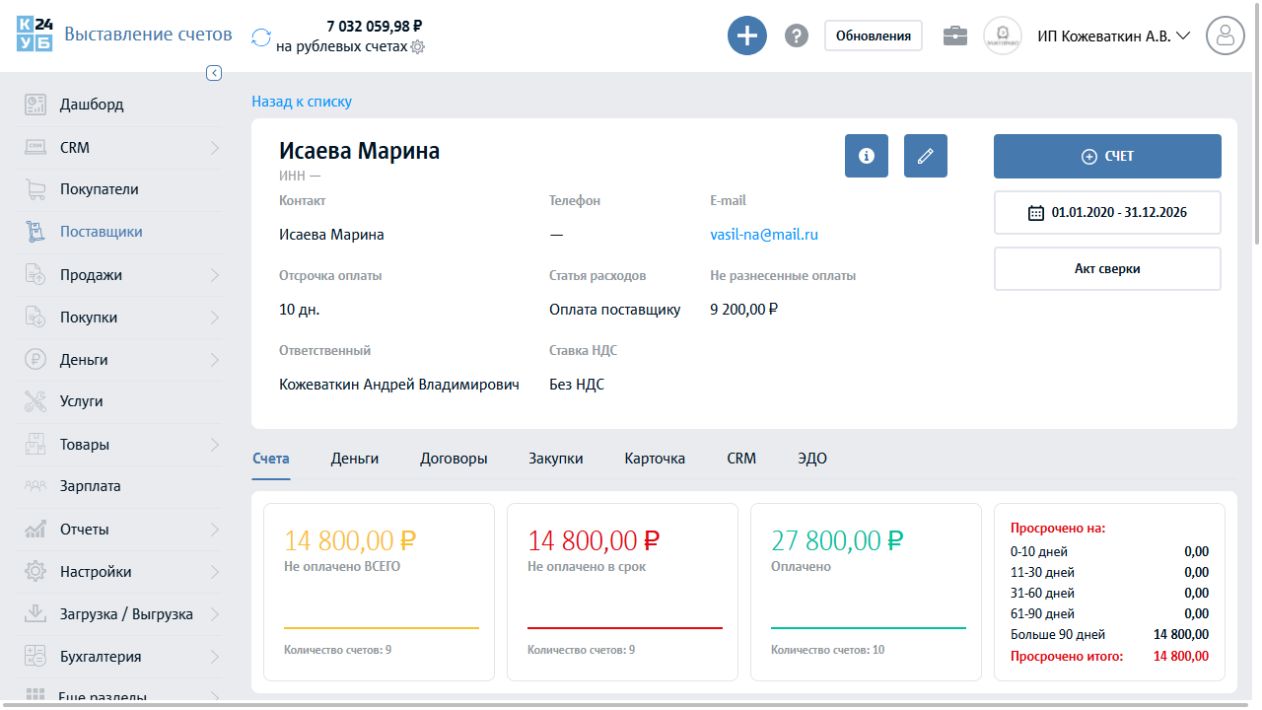 К 24
У Б
Выставление счетов
7 032 059,98 ₽
на рублевых счетах
?
Обновления
ИП Кожеваткин А.В.
Дашборд
CRM
Покупатели
Поставщики
Продажи
Покупки
Деньги
Услуги
Товары
Зарплата
Отчеты
Настройки
Загрузка / Выгрузка
Бухгалтерия
Еще разделы
Назад к списку
Исаева Марина
ИНН —
Контакт
Исаева Марина
Телефон
—
E-mail
vasil-na@mail.ru
Отсрочка оплаты
10 дн.
Статья расходов
Оплата поставщику
Не разнесенные оплаты
9 200,00 ₽
Ответственный
Кожеваткин Андрей Владимирович
Ставка НДС
Без НДС
СЧЕТ
01.01.2020 - 31.12.2026
Акт сверки
Счета
Деньги
Договоры
Закупки
Карточка
CRM
ЭДО
14 800,00 ₽
Не оплачено ВСЕГО
Количество счетов: 9
14 800,00 ₽
Не оплачено в срок
Количество счетов: 9
27 800,00 ₽
Оплачено
Количество счетов: 10
Просрочено на:
0-10 дней 0,00
11-30 дней 0,00
31-60 дней 0,00
61-90 дней 0,00
Больше 90 дней 14 800,00
Просрочено итого: 14 800,00